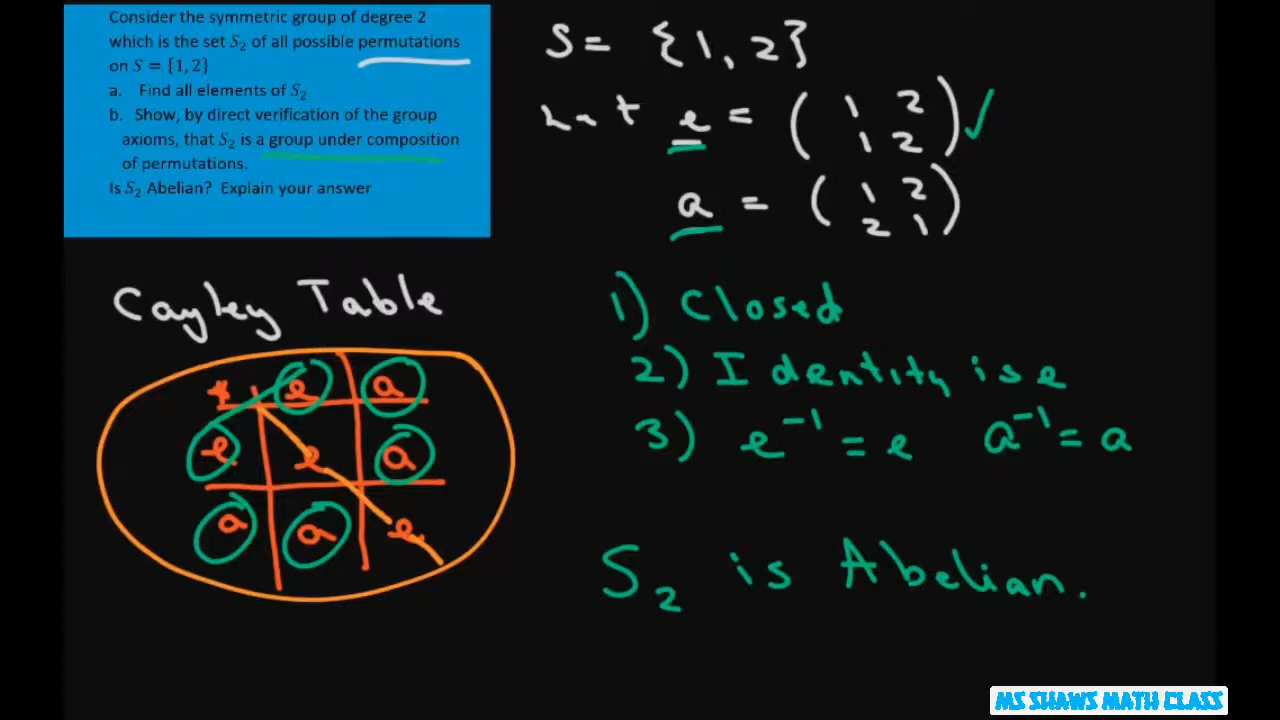 Consider the symmetric group of degree 2
which is the set S₂ of all possible permutations
on S = {1, 2}
a. Find all elements of S₂
b. Show, by direct verification of the group
axioms, that S₂ is a group under composition
of permutations.
Is S₂ Abelian? Explain your answer
S = {1, 2}
e = ( 1 2
1 2 ) ✓
a = ( 1 2
2 1 )
Cayley Table
* e a
e e a
a a e
1) Closed
2) Identity is e
3) e⁻¹ = e a⁻¹ = a
S₂ is Abelian.
MS SHAWS MATH CLASS